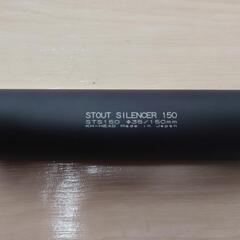 STOUT SILENCER 150
STS150 Φ35/150mm
KM-HEAD Made in Japan